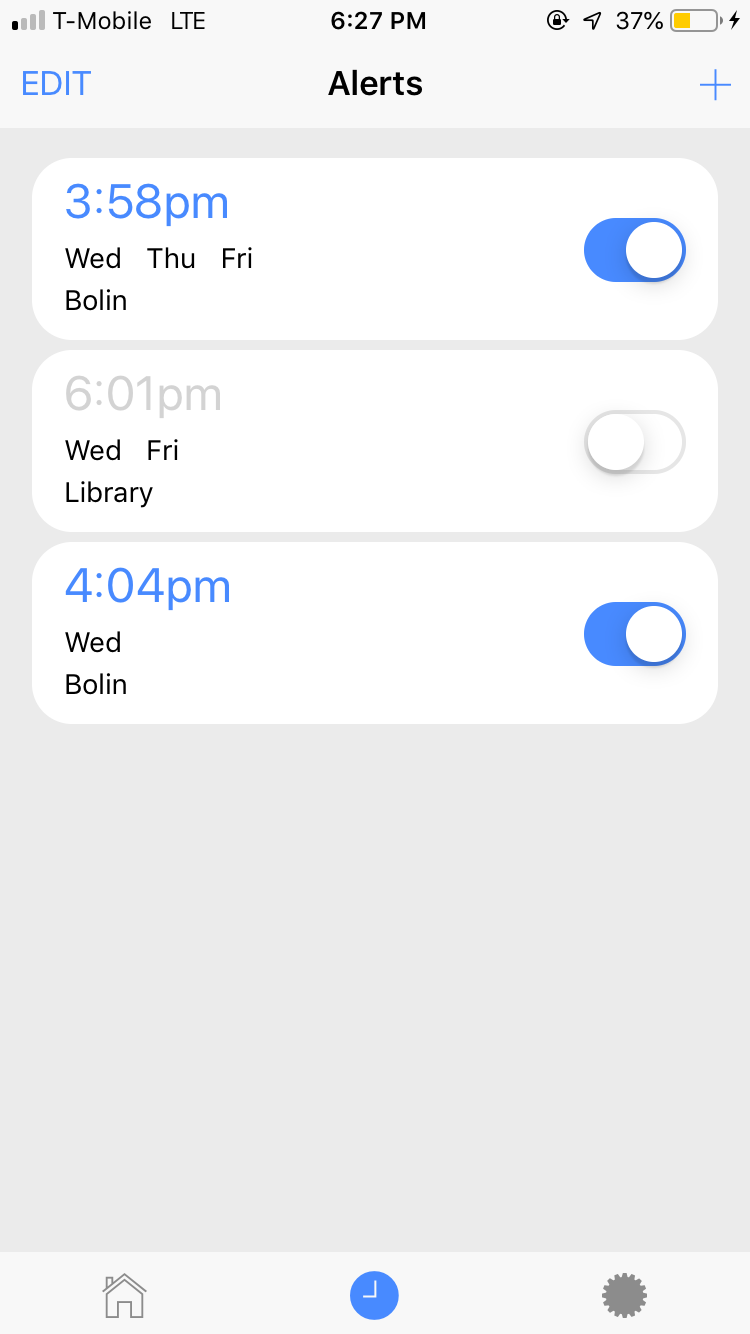 T-Mobile LTE 6:27 PM 37%
EDIT Alerts
3:58pm
Wed Thu Fri
Bolin
6:01pm
Wed Fri
Library
4:04pm
Wed
Bolin